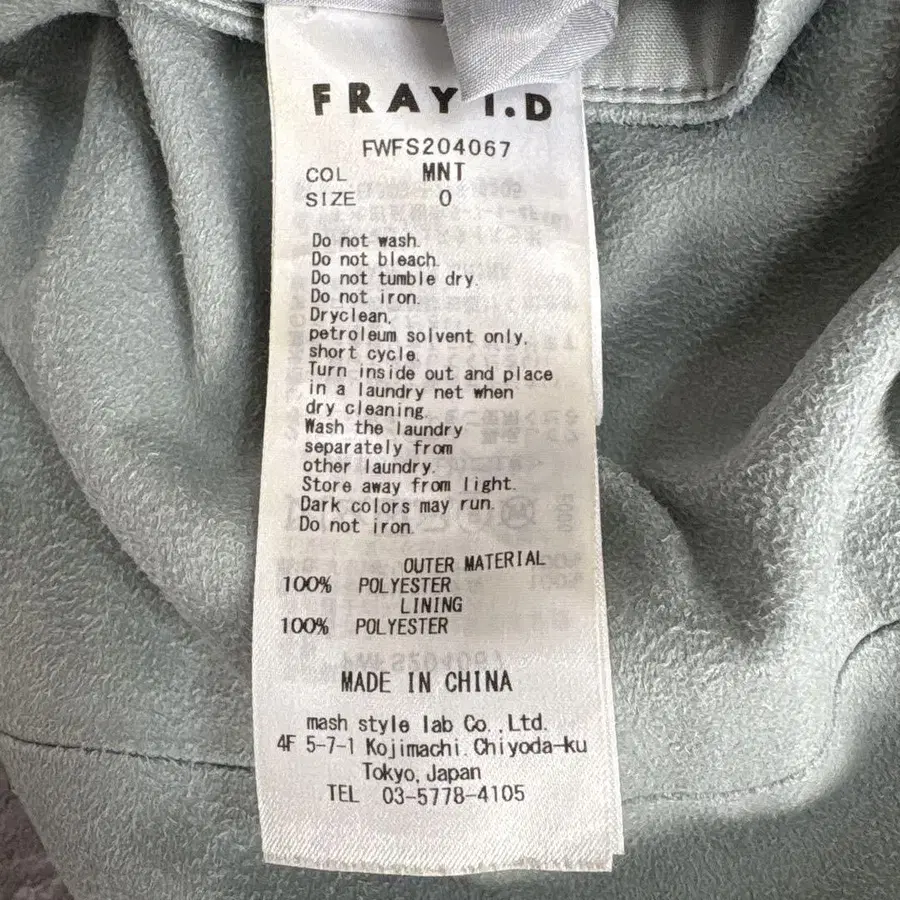 FRAY I.D
FWFS204067
COL MNT
SIZE 0
Do not wash.
Do not bleach.
Do not tumble dry.
Do not iron.
Dryclean,
petroleum solvent only,
short cycle.
Turn inside out and place
in a laundry net when
dry cleaning.
Wash the laundry
separately from
other laundry.
Store away from light.
Dark colors may run.
Do not iron.
OUTER MATERIAL
100% POLYESTER
LINING
100% POLYESTER
MADE IN CHINA
mash style lab Co.,Ltd.
4F 5-7-1 Kojimachi Chiyoda-ku
Tokyo, Japan
TEL 03-5778-4105